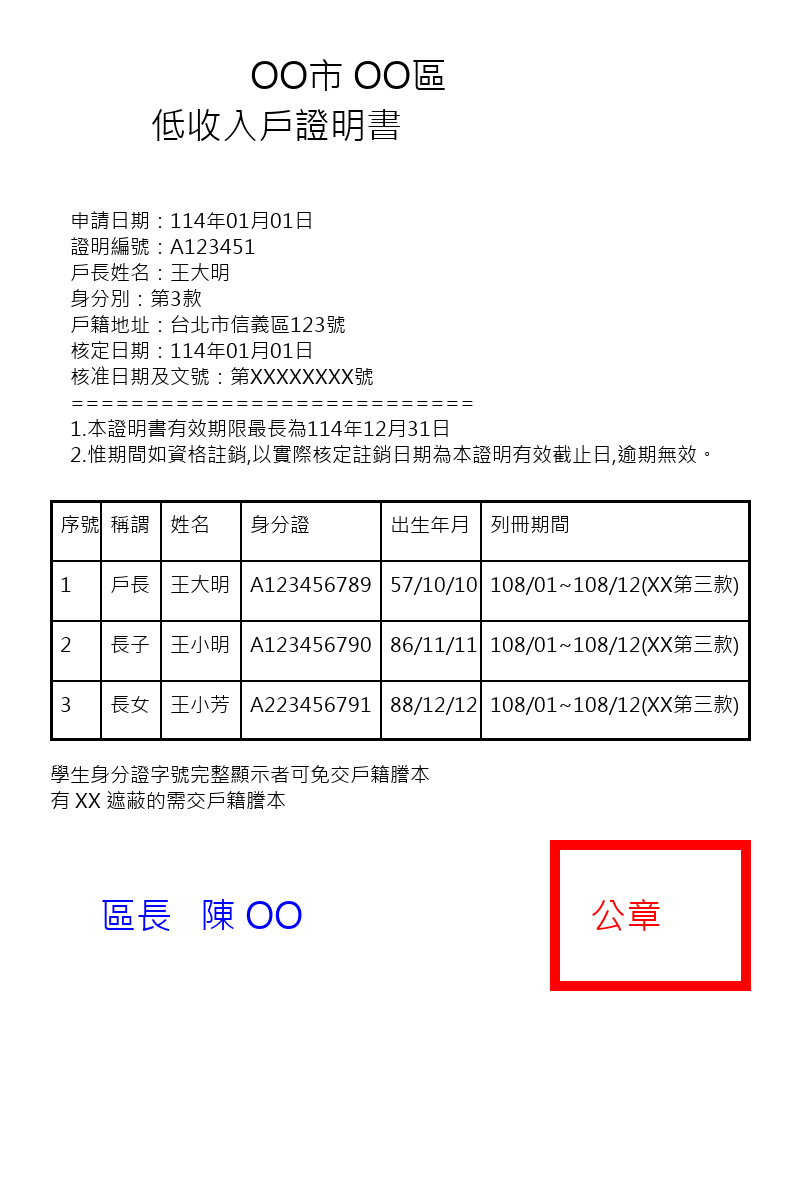 OO市 OO區
低收入戶證明書
申請日期：114年01月01日
證明編號：A123451
戶長姓名：王大明
身分別：第3款
戶籍地址：台北市信義區123號
核定日期：114年01月01日
核准日期及文號：第XXXXXXXX號
===========================
1.本證明書有效期限最長為114年12月31日
2.惟期間如資格註銷,以實際核定註銷日期為本證明有效截止日,逾期無效。
序號 稱謂 姓名 身分證 出生年月 列冊期間
1 戶長 王大明 A123456789 57/10/10 108/01~108/12(XX第三款)
2 長子 王小明 A123456790 86/11/11 108/01~108/12(XX第三款)
3 長女 王小芳 A223456791 88/12/12 108/01~108/12(XX第三款)
學生身分證字號完整顯示者可免交戶籍謄本
有 XX 遮蔽的需交戶籍謄本
區長 陳 OO
公章